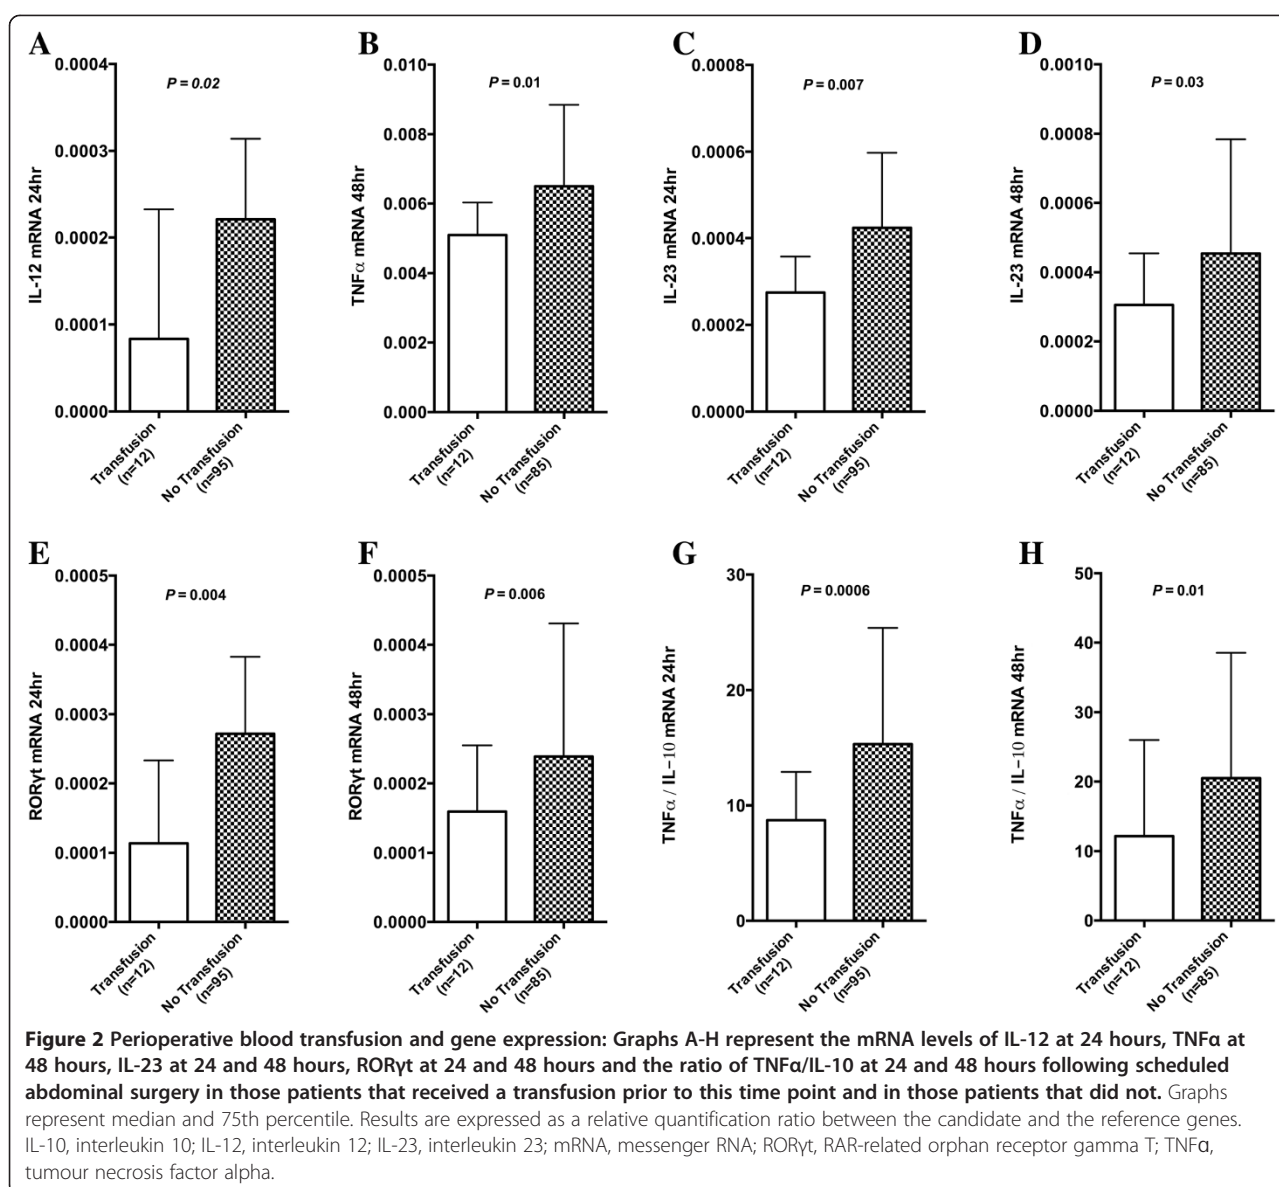 A
IL-12 mRNA 24hr
P = 0.02
0.0004
0.0003
0.0002
0.0001
0.0000
Transfusion
(n=12)
No Transfusion
(n=95)
B
TNFα mRNA 48hr
P = 0.01
0.010
0.008
0.006
0.004
0.002
0.000
Transfusion
(n=12)
No Transfusion
(n=85)
C
IL-23 mRNA 24hr
P = 0.007
0.0008
0.0006
0.0004
0.0002
0.0000
Transfusion
(n=12)
No Transfusion
(n=95)
D
IL-23 mRNA 48hr
P = 0.03
0.0010
0.0008
0.0006
0.0004
0.0002
0.0000
Transfusion
(n=12)
No Transfusion
(n=85)
E
RORγt mRNA 24hr
P = 0.004
0.0005
0.0004
0.0003
0.0002
0.0001
0.0000
Transfusion
(n=12)
No Transfusion
(n=95)
F
RORγt mRNA 48hr
P = 0.006
0.0005
0.0004
0.0003
0.0002
0.0001
0.0000
Transfusion
(n=12)
No Transfusion
(n=85)
G
TNFα / IL−10 mRNA 24hr
P = 0.0006
30
20
10
0
Transfusion
(n=12)
No Transfusion
(n=95)
H
TNFα / IL−10 mRNA 48hr
P = 0.01
50
40
30
20
10
0
Transfusion
(n=12)
No Transfusion
(n=85)
Figure 2 Perioperative blood transfusion and gene expression: Graphs A-H represent the mRNA levels of IL-12 at 24 hours, TNFα at
48 hours, IL-23 at 24 and 48 hours, RORγt at 24 and 48 hours and the ratio of TNFα/IL-10 at 24 and 48 hours following scheduled
abdominal surgery in those patients that received a transfusion prior to this time point and in those patients that did not. Graphs
represent median and 75th percentile. Results are expressed as a relative quantification ratio between the candidate and the reference genes.
IL-10, interleukin 10; IL-12, interleukin 12; IL-23, interleukin 23; mRNA, messenger RNA; RORγt, RAR-related orphan receptor gamma T; TNFα,
tumour necrosis factor alpha.